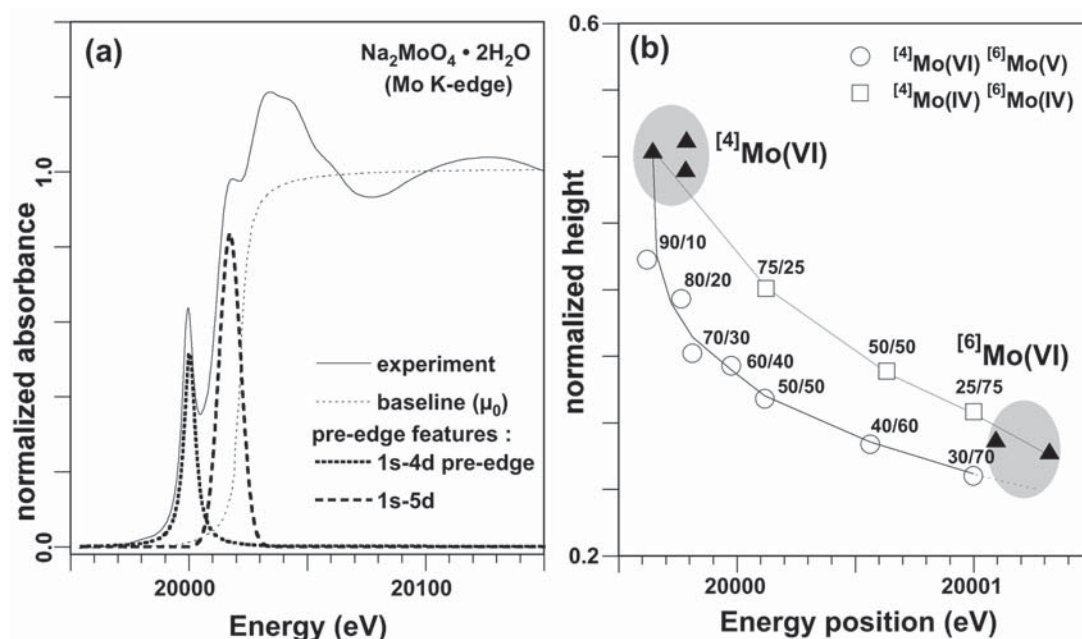 (a)
Na₂MoO₄ • 2H₂O
(Mo K-edge)
normalized absorbance
1.0
0.0
experiment
baseline (μ₀)
pre-edge features :
1s-4d pre-edge
1s-5d
20000
20100
Energy (eV)
(b)
0.6
0.2
normalized height
[4]Mo(VI) [6]Mo(V)
[4]Mo(IV) [6]Mo(IV)
[4]Mo(VI)
90/10
80/20
75/25
70/30
60/40
50/50
50/50
[6]Mo(VI)
25/75
40/60
30/70
20000
20001
Energy position (eV)